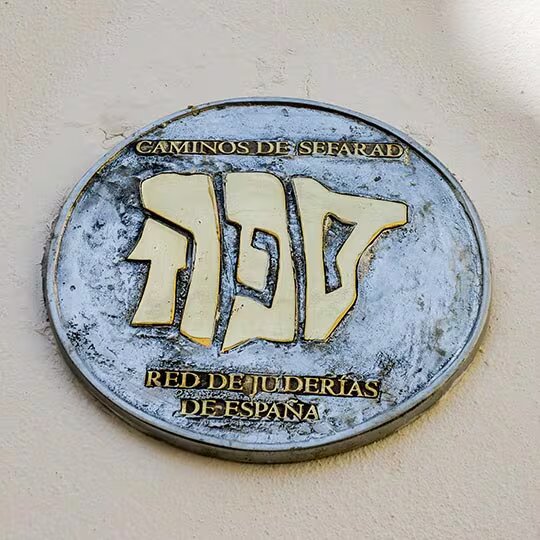 CAMINOS DE SEFARAD
ספרד
RED DE JUDERÍAS
DE ESPAÑA